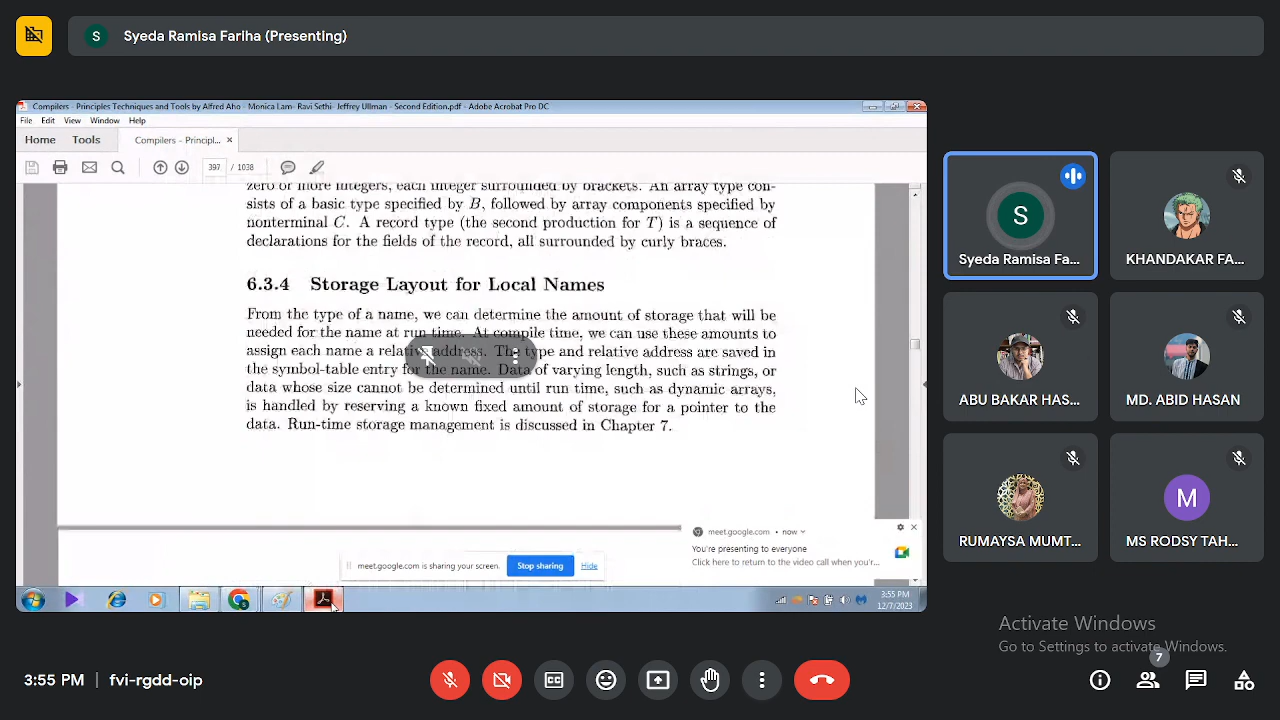 S Syeda Ramisa Fariha (Presenting)
Compilers - Principles Techniques and Tools by Alfred Aho - Monica Lam- Ravi Sethi- Jeffrey Ullman - Second Edition.pdf - Adobe Acrobat Pro DC
File Edit View Window Help
Home Tools Compilers - Principl... ×
397 / 1038
zero or more integers, each integer surrounded by brackets. An array type con-
sists of a basic type specified by B, followed by array components specified by
nonterminal C. A record type (the second production for T) is a sequence of
declarations for the fields of the record, all surrounded by curly braces.
6.3.4 Storage Layout for Local Names
From the type of a name, we can determine the amount of storage that will be
needed for the name at run time. At compile time, we can use these amounts to
assign each name a relative address. The type and relative address are saved in
the symbol-table entry for the name. Data of varying length, such as strings, or
data whose size cannot be determined until run time, such as dynamic arrays,
is handled by reserving a known fixed amount of storage for a pointer to the
data. Run-time storage management is discussed in Chapter 7.
meet.google.com • now
You're presenting to everyone
Click here to return to the video call when you'r...
meet.google.com is sharing your screen. Stop sharing Hide
3:55 PM
12/7/2023
S
Syeda Ramisa Fa...
KHANDAKAR FA...
ABU BAKAR HAS...
MD. ABID HASAN
RUMAYSA MUMT...
M
MS RODSY TAH...
Activate Windows
Go to Settings to activate Windows.
3:55 PM | fvi-rgdd-oip
7